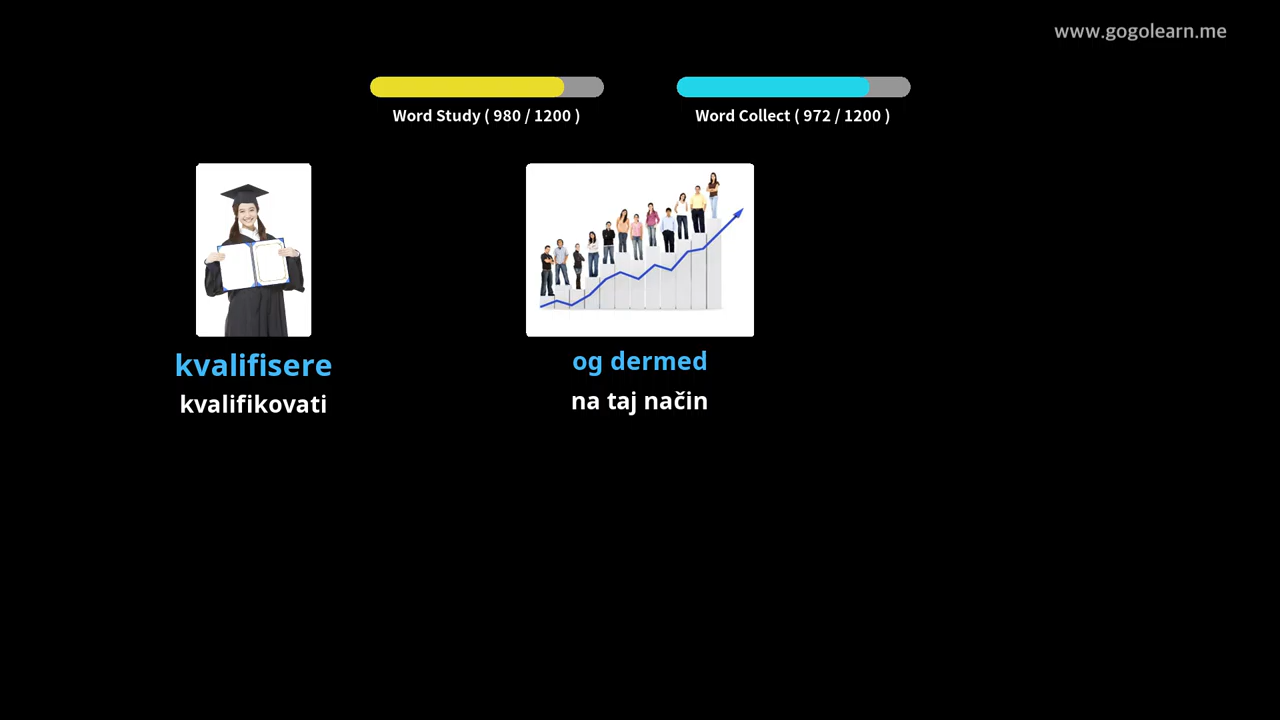 www.gogolearn.me
Word Study ( 980 / 1200 )
Word Collect ( 972 / 1200 )
kvalifisere
kvalifikovati
og dermed
na taj način